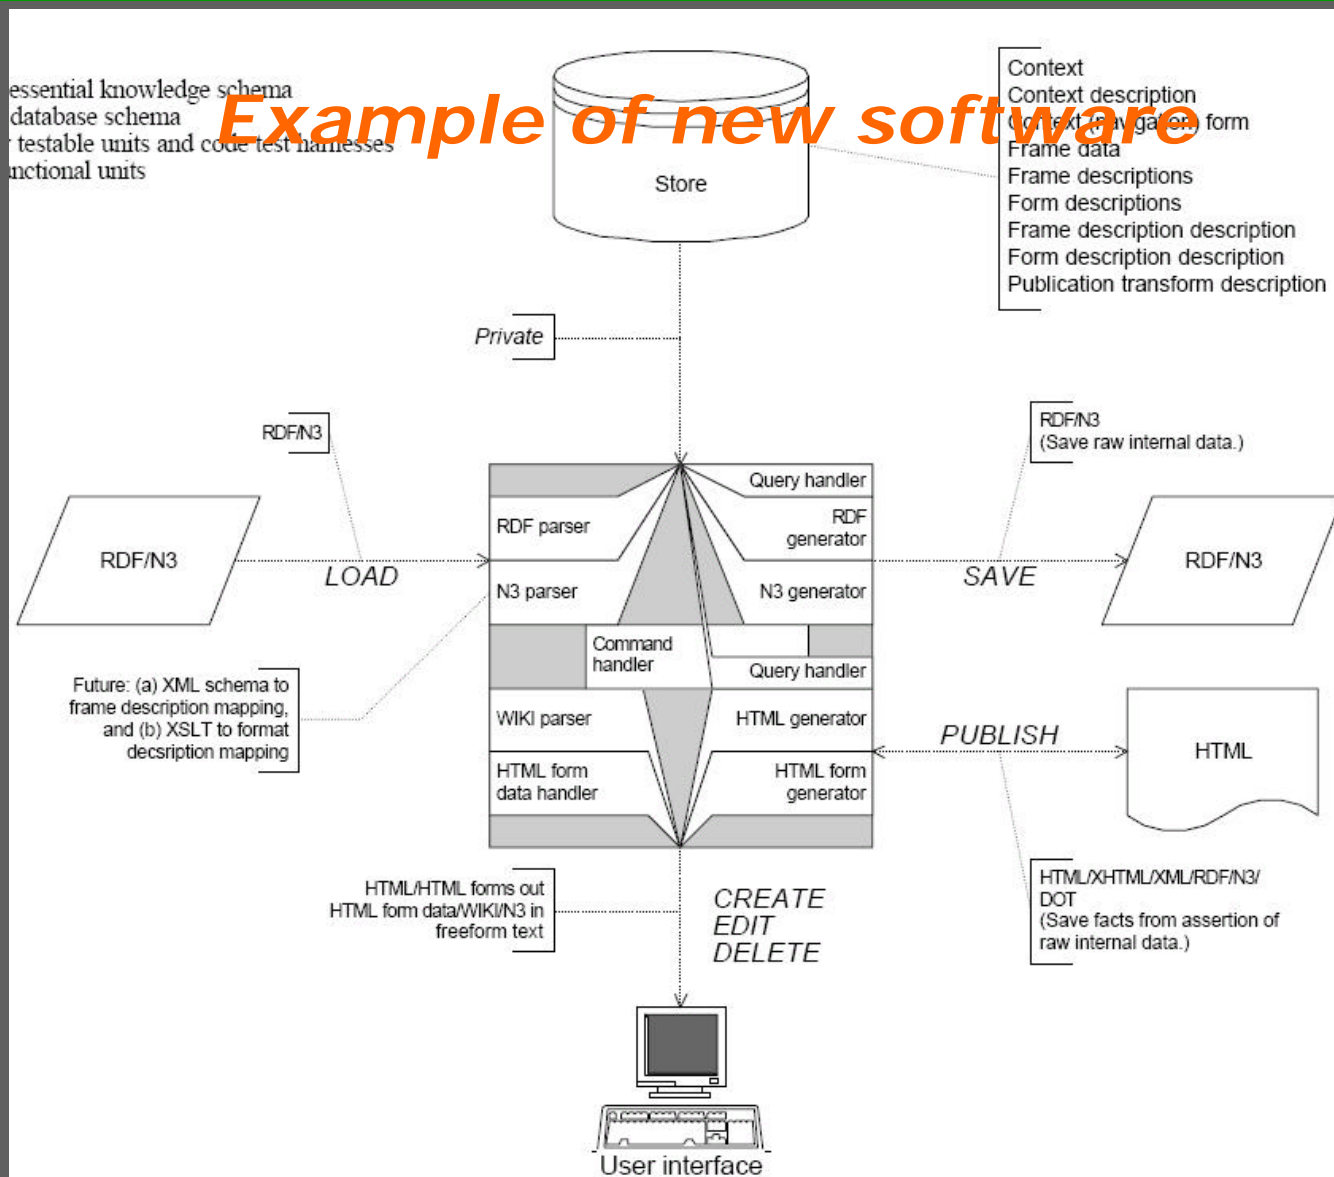 Example of new software
essential knowledge schema
database schema
testable units and code test harnesses
functional units
Store
Context
Context description
Context (navigation) form
Frame data
Frame descriptions
Form descriptions
Frame description description
Form description description
Publication transform description
Private
RDF/N3
RDF/N3
(Save raw internal data.)
RDF/N3
LOAD
RDF parser
N3 parser
Command
handler
WIKI parser
HTML form
data handler
Query handler
RDF
generator
N3 generator
Query handler
HTML generator
HTML form
generator
SAVE
RDF/N3
Future: (a) XML schema to
frame description mapping,
and (b) XSLT to format
decsription mapping
PUBLISH
HTML
HTML/HTML forms out
HTML form data/WIKI/N3 in
freeform text
CREATE
EDIT
DELETE
HTML/XHTML/XML/RDF/N3/
DOT
(Save facts from assertion of
raw internal data.)
User interface